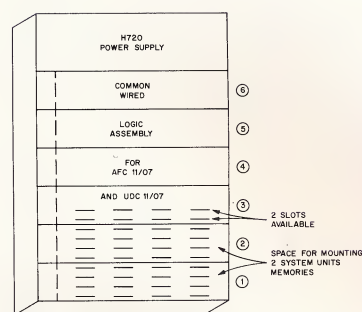 H720
POWER SUPPLY
COMMON
WIRED
6
LOGIC
ASSEMBLY
5
FOR
AFC 11/07
4
AND UDC 11/07
3
2 SLOTS
AVAILABLE
2
SPACE FOR MOUNTING
2 SYSTEM UNITS
MEMORIES
1